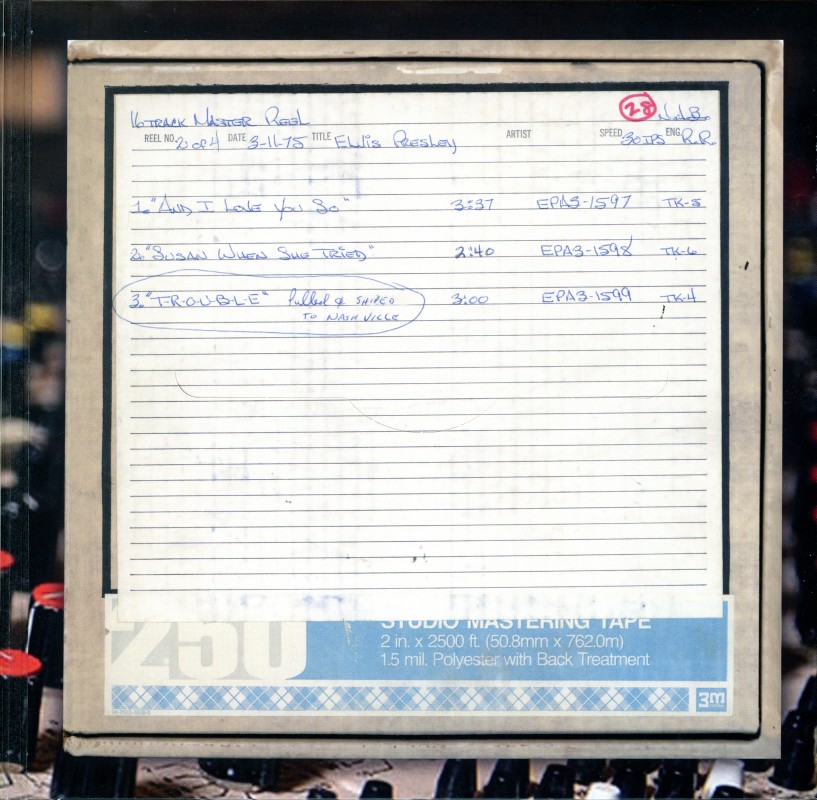 16 TRACK MASTER REEL 28 N.d.B.
REEL NO. 2 of 4 DATE 3-11-75 TITLE ELVIS PRESLEY ARTIST SPEED 30 IPS ENG. R.R.
1. "AND I LOVE YOU SO" 3:37 EPA3-1597 TK-5
2. "SUSAN WHEN SHE TRIED" 2:40 EPA3-1598 TK-6
3. "T-R-O-U-B-L-E" Pulled & SHIPED 3:00 EPA3-1599 TK-4
TO NASHVILLE
250 STUDIO MASTERING TAPE
2 in. x 2500 ft. (50.8mm x 762.0m)
1.5 mil. Polyester with Back Treatment
3m